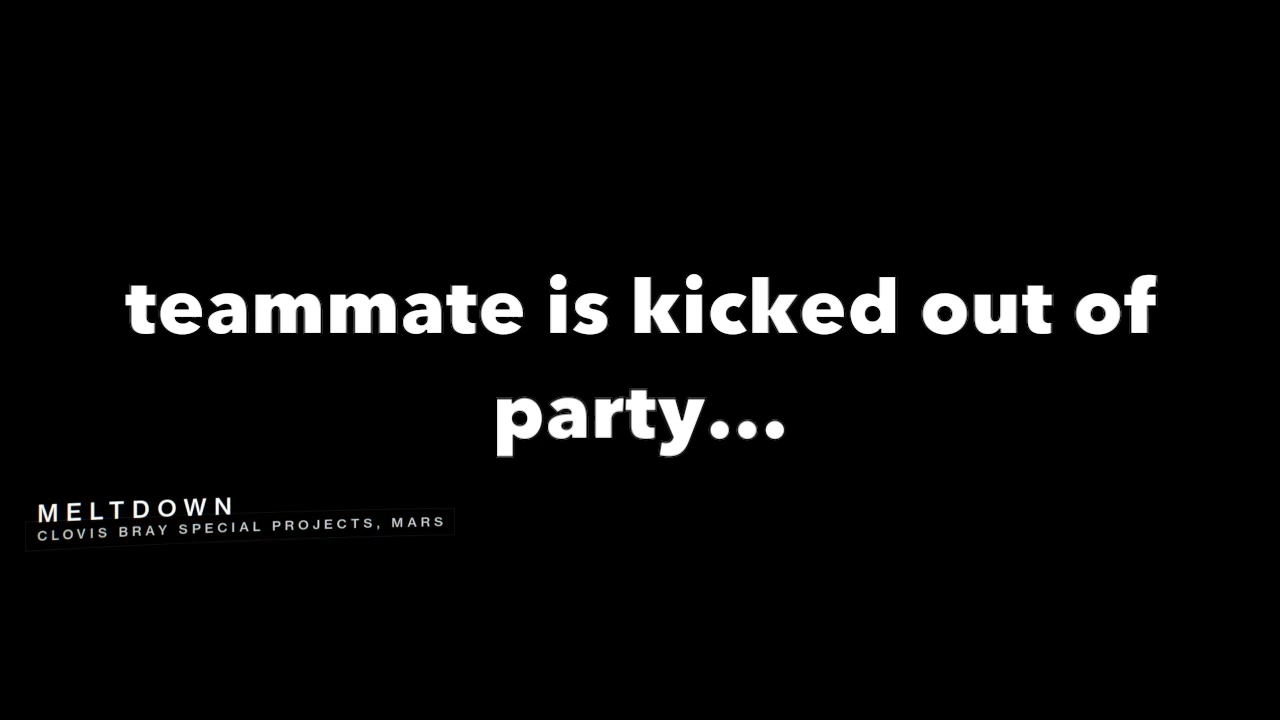 teammate is kicked out of
party...
MELTDOWN
CLOVIS BRAY SPECIAL PROJECTS, MARS